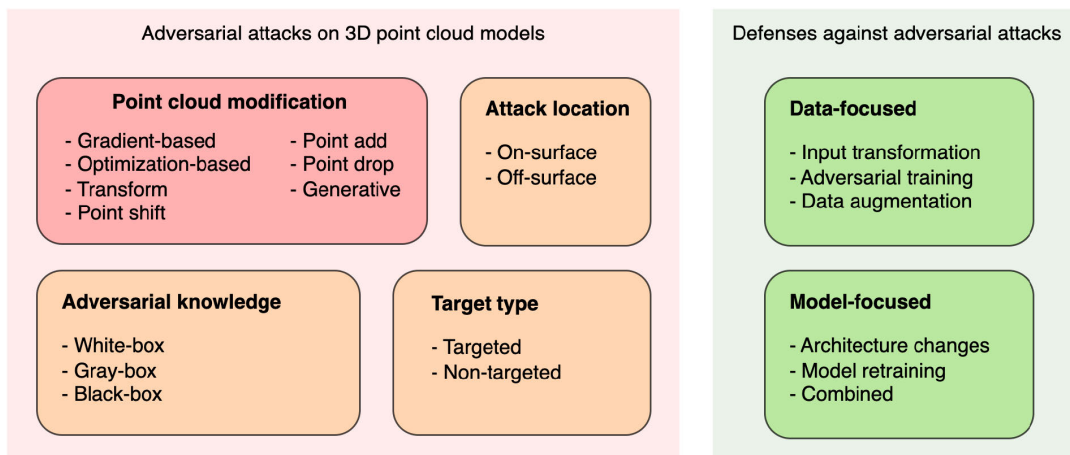 Adversarial attacks on 3D point cloud models
Point cloud modification
- Gradient-based
- Optimization-based
- Transform
- Point shift
- Point add
- Point drop
- Generative
Attack location
- On-surface
- Off-surface
Adversarial knowledge
- White-box
- Gray-box
- Black-box
Target type
- Targeted
- Non-targeted
Defenses against adversarial attacks
Data-focused
- Input transformation
- Adversarial training
- Data augmentation
Model-focused
- Architecture changes
- Model retraining
- Combined